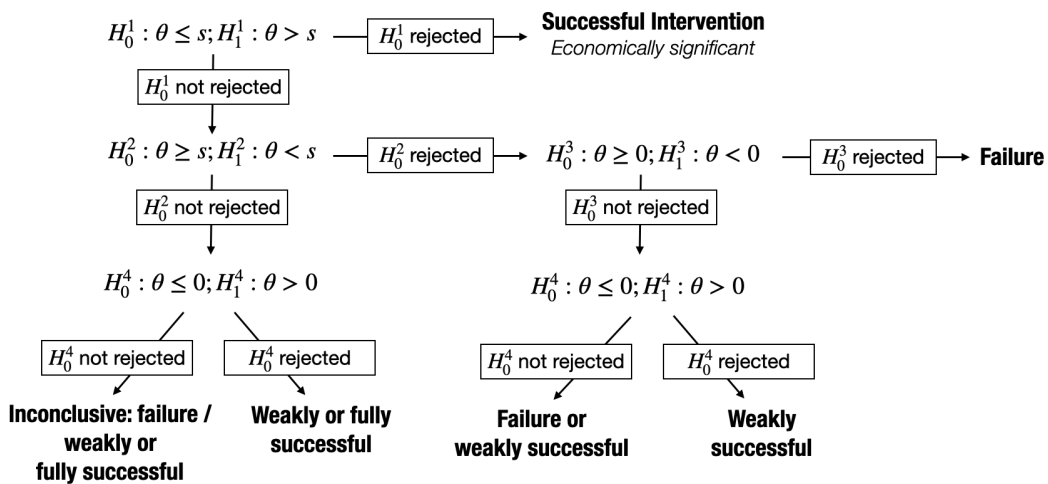 H_0^1 : θ ≤ s; H_1^1 : θ > s
H_0^1 rejected
Successful Intervention
Economically significant
H_0^1 not rejected
H_0^2 : θ ≥ s; H_1^2 : θ < s
H_0^2 rejected
H_0^3 : θ ≥ 0; H_1^3 : θ < 0
H_0^3 rejected
Failure
H_0^2 not rejected
H_0^3 not rejected
H_0^4 : θ ≤ 0; H_1^4 : θ > 0
H_0^4 : θ ≤ 0; H_1^4 : θ > 0
H_0^4 not rejected
H_0^4 rejected
H_0^4 not rejected
H_0^4 rejected
Inconclusive: failure /
weakly or
fully successful
Weakly or fully
successful
Failure or
weakly successful
Weakly
successful